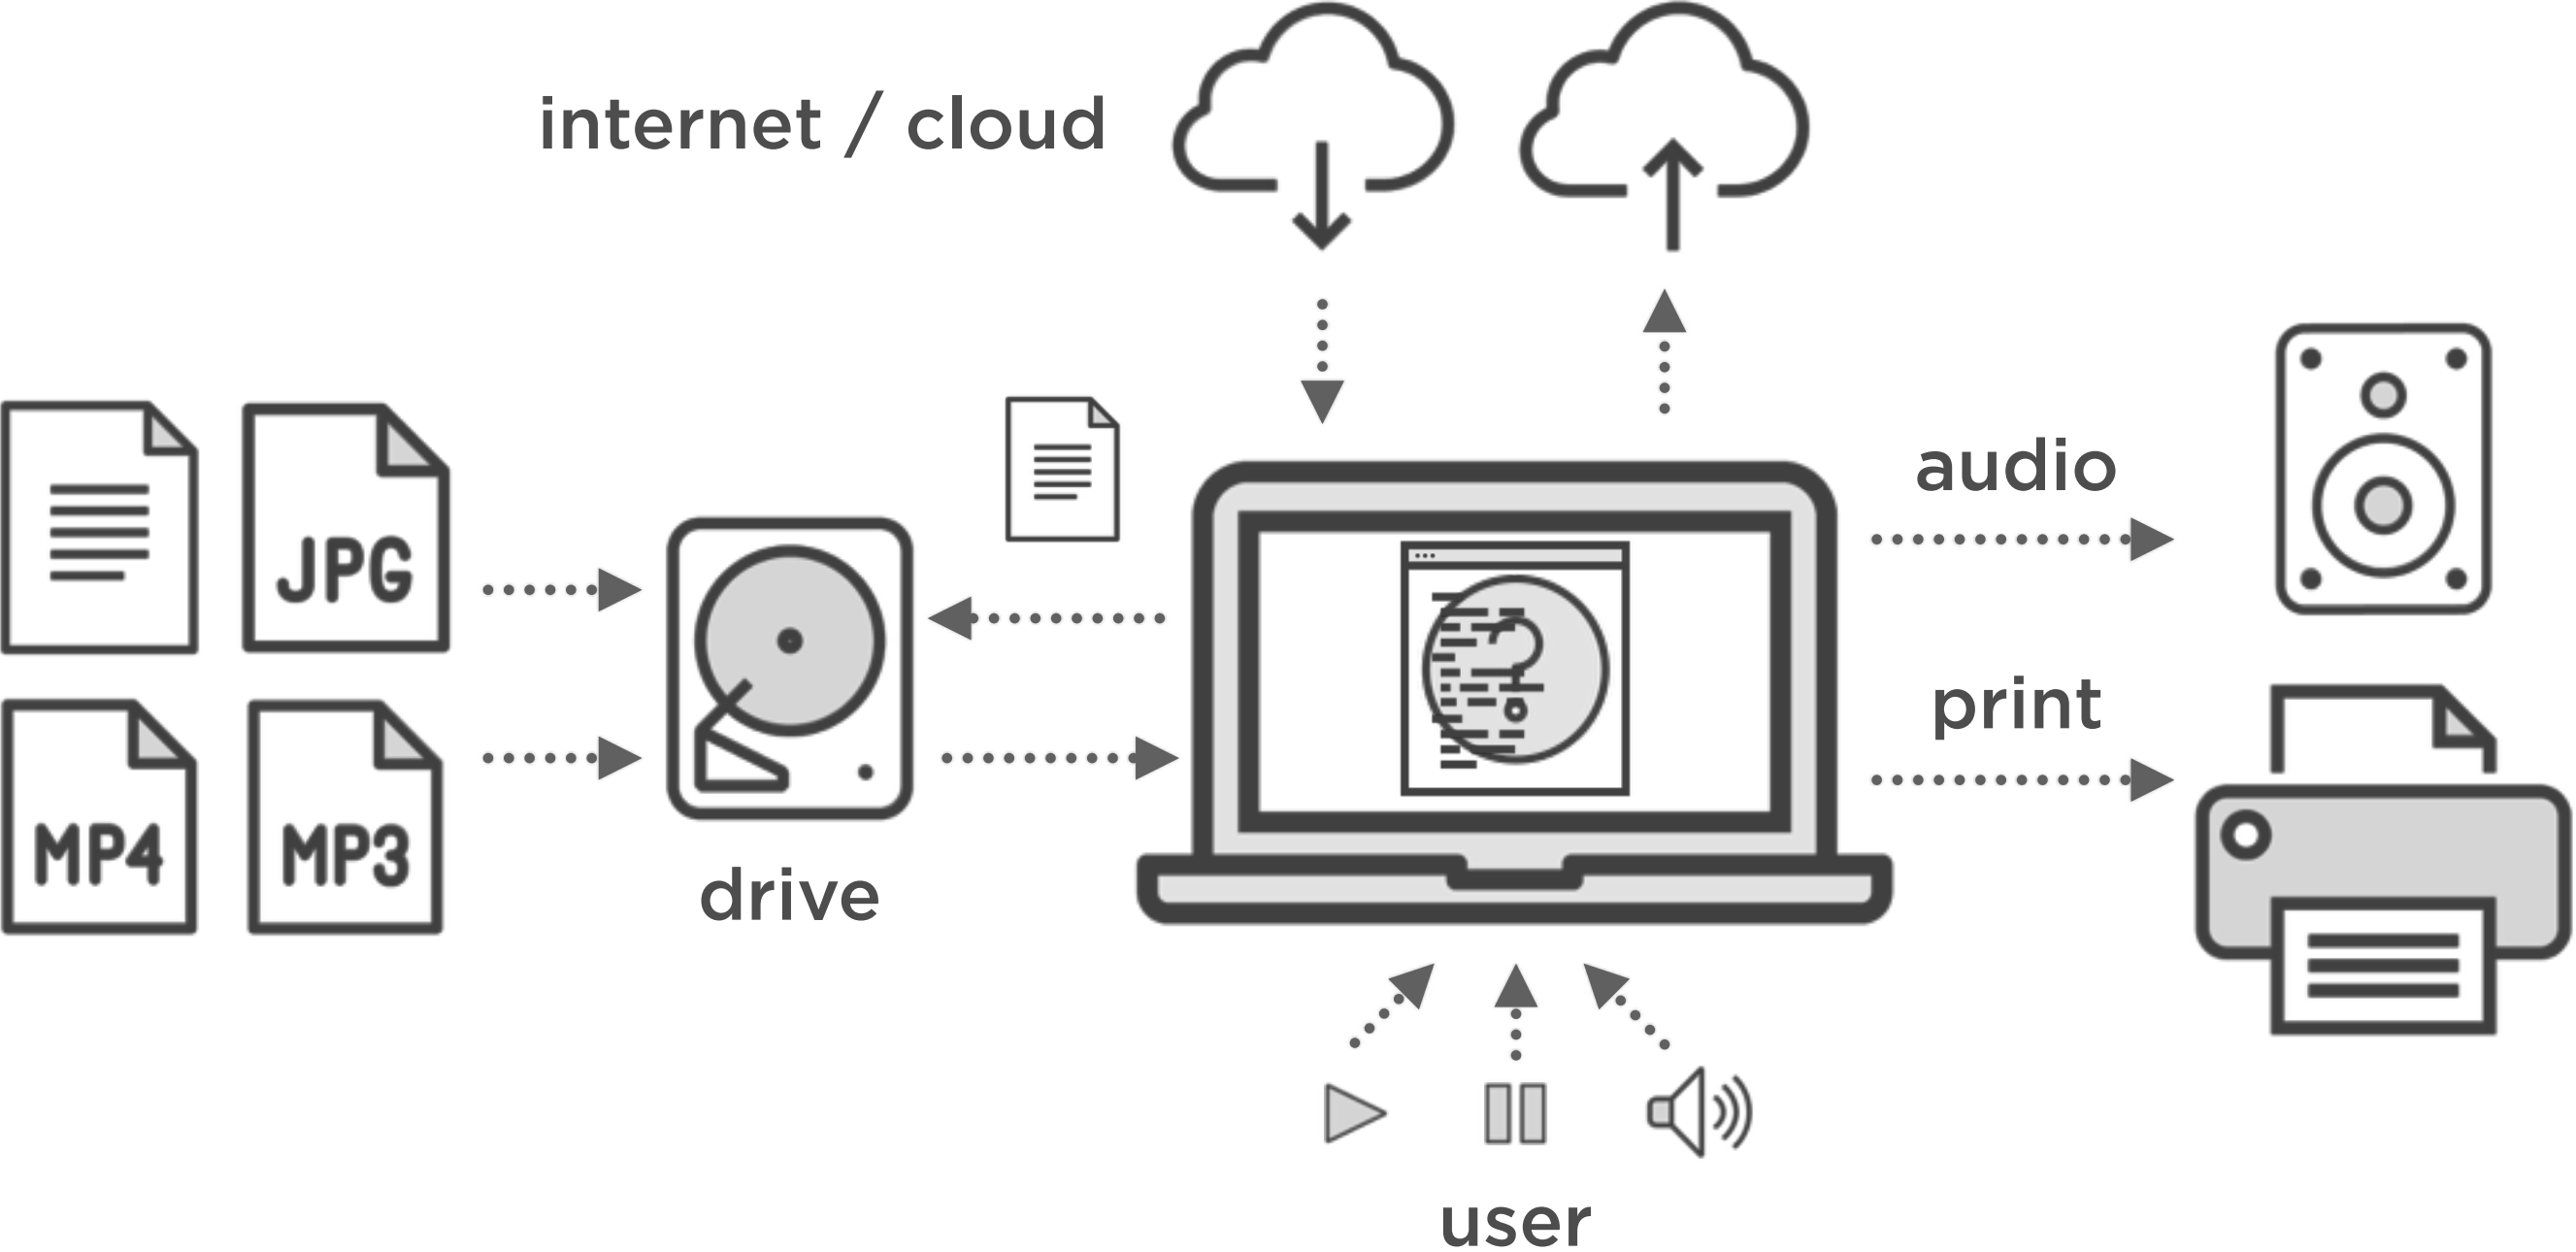 internet / cloud
JPG
MP4
MP3
drive
audio
print
user